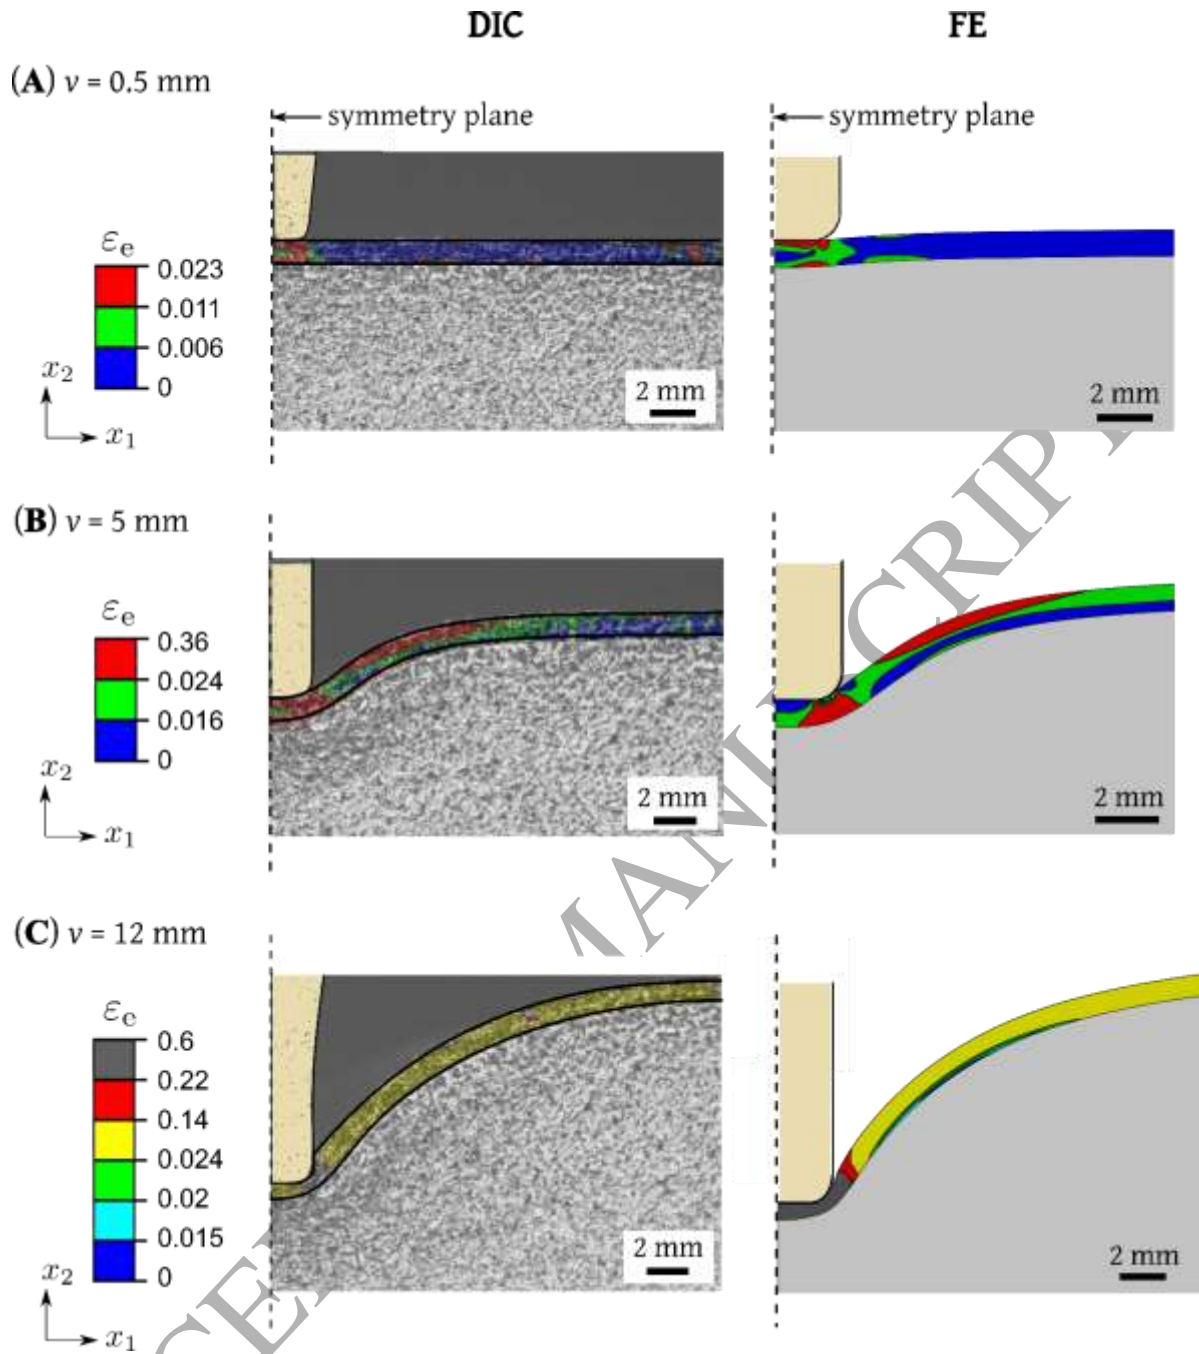 DIC
FE
(A) v = 0.5 mm
symmetry plane
symmetry plane
εe
0.023
0.011
0.006
0
x2
x1
2 mm
2 mm
(B) v = 5 mm
εe
0.36
0.024
0.016
0
x2
x1
2 mm
2 mm
(C) v = 12 mm
εe
0.6
0.22
0.14
0.024
0.02
0.015
0
x2
x1
2 mm
2 mm